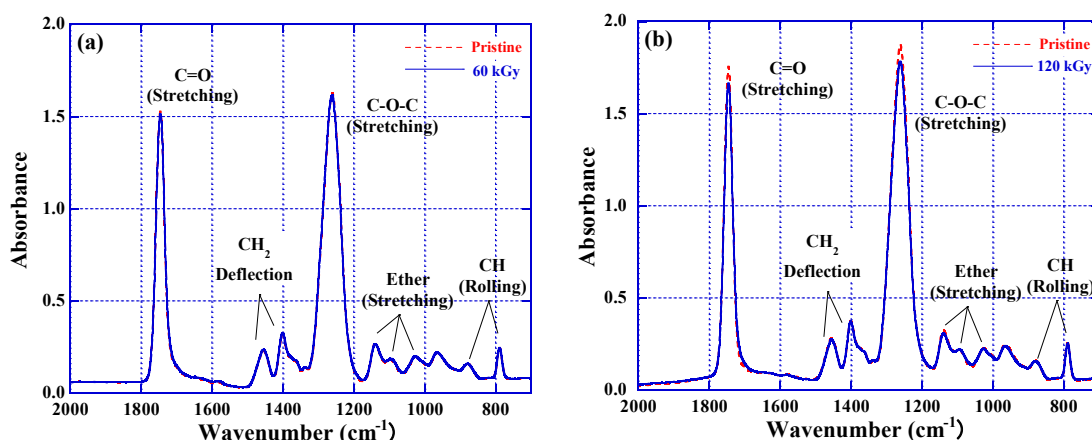 (a)
Pristine
60 kGy
C=O
(Stretching)
C-O-C
(Stretching)
CH₂
Deflection
Ether
(Stretching)
CH
(Rolling)
Absorbance
2.0
1.5
1.0
0.5
0.0
2000 1800 1600 1400 1200 1000 800
Wavenumber (cm⁻¹)
(b)
Pristine
120 kGy
C=O
(Stretching)
C-O-C
(Stretching)
CH₂
Deflection
Ether
(Stretching)
CH
(Rolling)
Absorbance
2.0
1.5
1.0
0.5
0.0
2000 1800 1600 1400 1200 1000 800
Wavenumber (cm⁻¹)